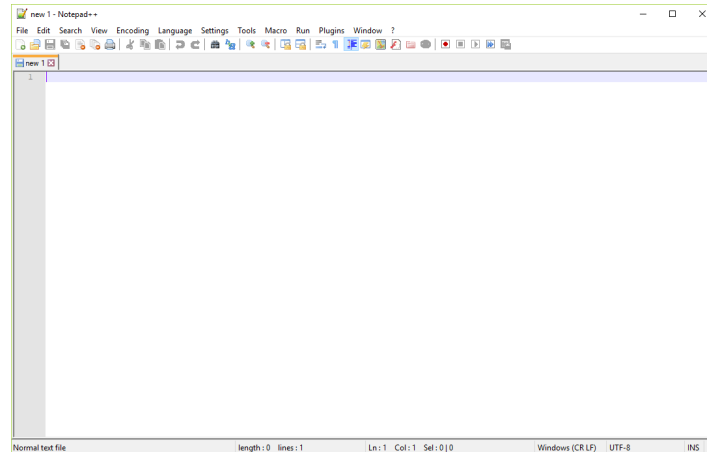 new 1 - Notepad++
File Edit Search View Encoding Language Settings Tools Macro Run Plugins Window ?
new 1
1
Normal text file length : 0 lines : 1 Ln : 1 Col : 1 Sel : 0 | 0 Windows (CR LF) UTF-8 INS